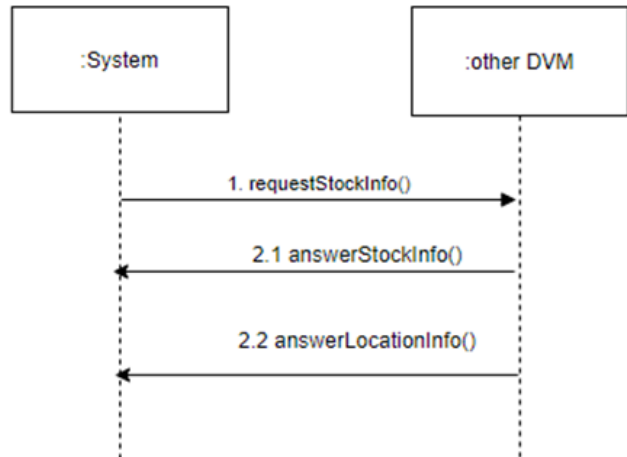 :System
:other DVM
1. requestStockInfo()
2.1 answerStockInfo()
2.2 answerLocationInfo()